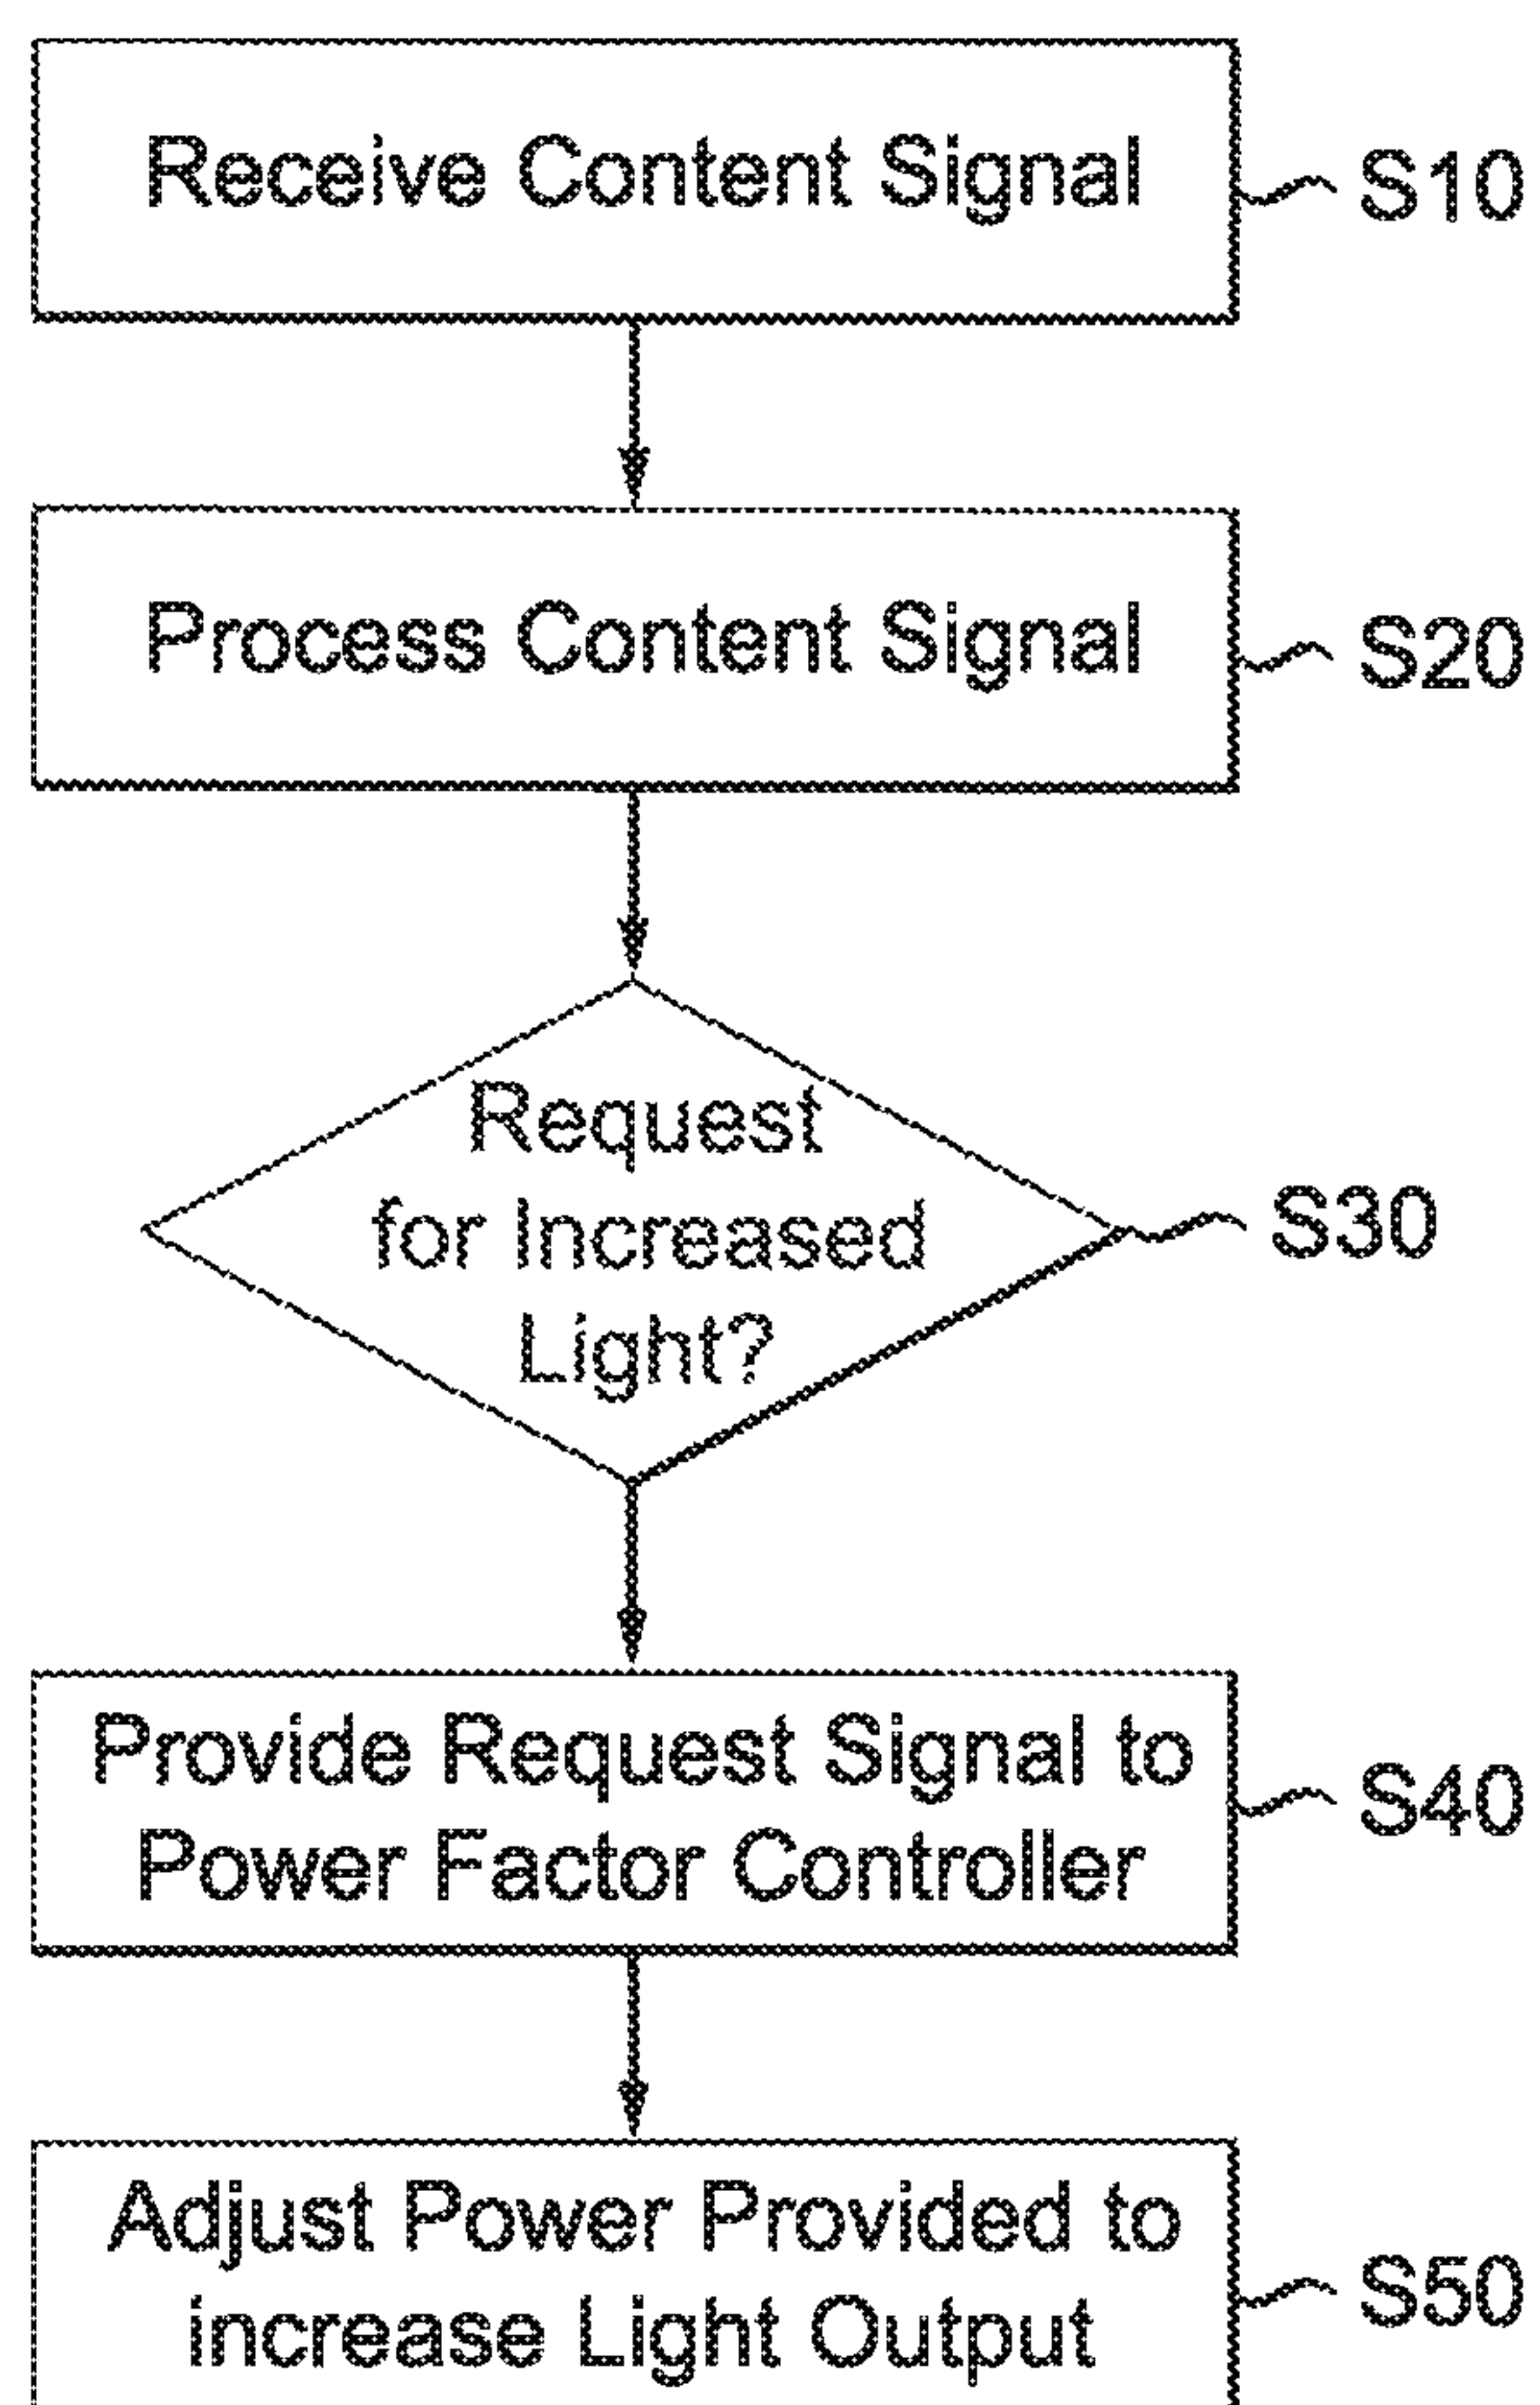 Receive Content Signal
S10
Process Content Signal
S20
Request
for Increased
Light?
S30
Provide Request Signal to
Power Factor Controller
S40
Adjust Power Provided to
increase Light Output
S50